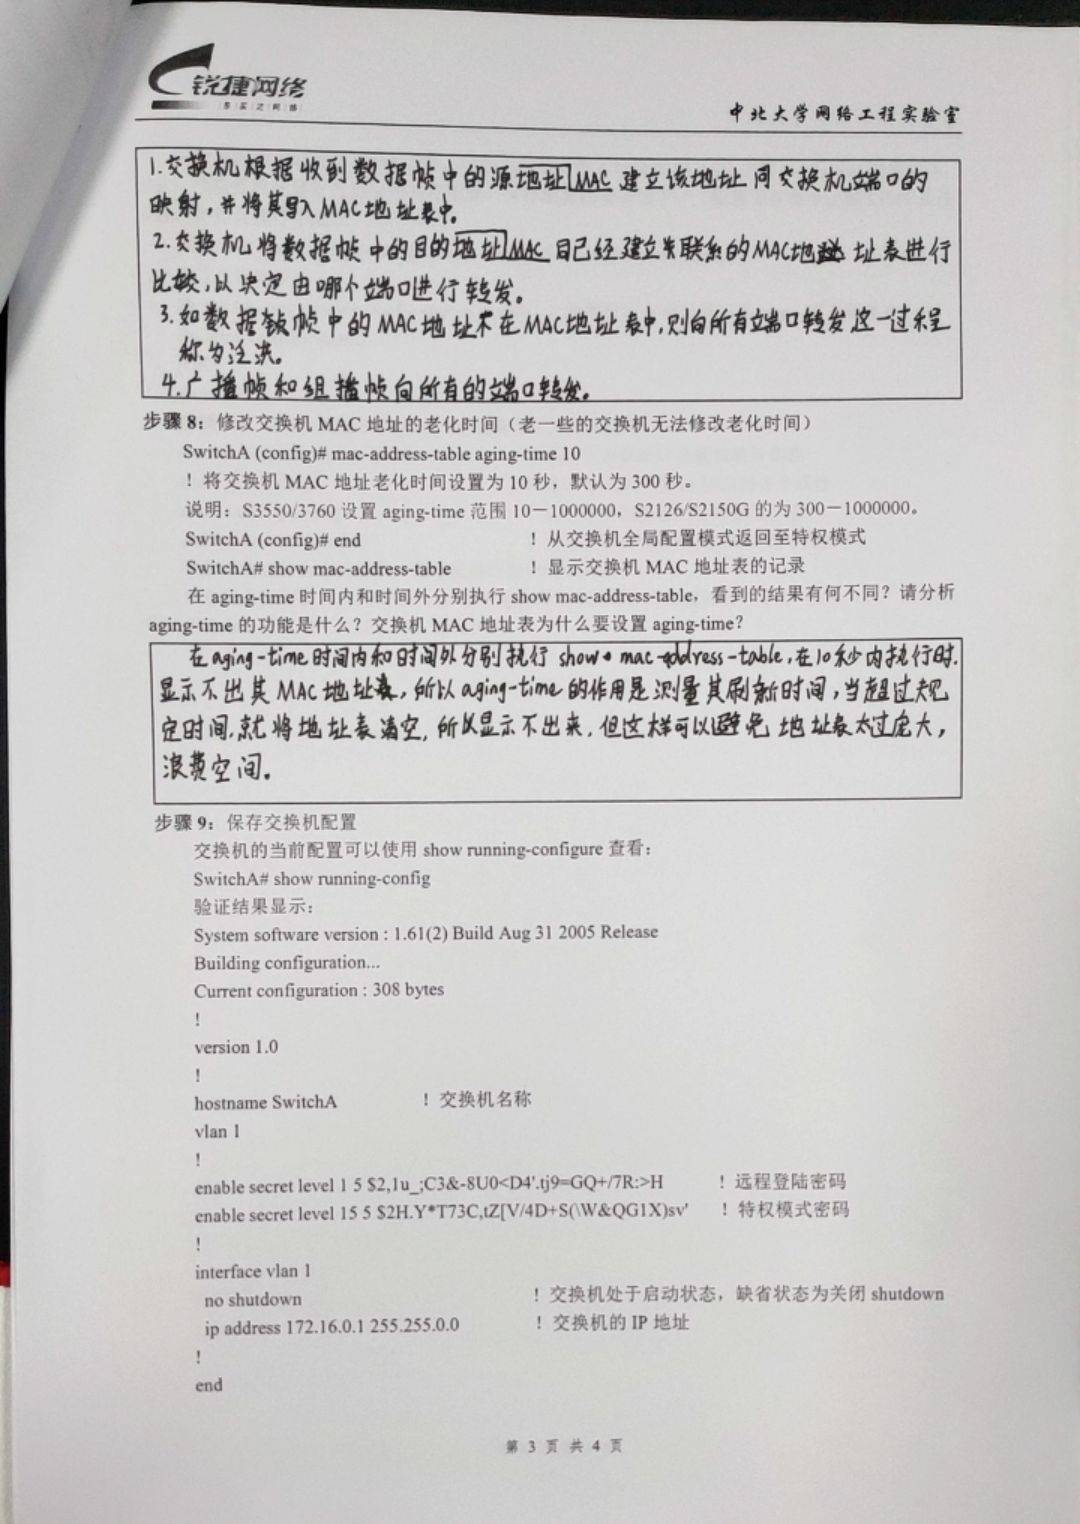 锐捷网络
中北大学网络工程实验室
1.交换机根据收到数据帧中的源地址MAC建立该地址同交换机端口的
映射,并将其写入MAC地址表中。
2.交换机将数据帧中的目的地址MAC自己经建立关联系的MAC地址表进行
比较,以决定由哪个端口进行转发。
3.如数据帧中的MAC地址不在MAC地址表中,则向所有端口转发这一过程
称为泛洪。
4.广播帧和组播帧向所有的端口转发。
步骤 8:修改交换机 MAC 地址的老化时间(老一些的交换机无法修改老化时间)
SwitchA (config)# mac-address-table aging-time 10
!将交换机 MAC 地址老化时间设置为 10 秒,默认为 300 秒。
说明:S3550/3760 设置 aging-time 范围 10-1000000,S2126/S2150G 的为 300-1000000。
SwitchA (config)# end !从交换机全局配置模式返回至特权模式
SwitchA# show mac-address-table !显示交换机 MAC 地址表的记录
在 aging-time 时间内和时间外分别执行 show mac-address-table,看到的结果有何不同?请分析
aging-time 的功能是什么?交换机 MAC 地址表为什么要设置 aging-time?
在aging-time时间内和时间外分别执行 show mac-address-table,在10秒内执行时.
显示不出其MAC地址表,所以aging-time的作用是测量其刷新时间,当超过规
定时间.就将地址表清空,所以显示不出来.但这样可以避免地址表太过庞大,
浪费空间。
步骤 9:保存交换机配置
交换机的当前配置可以使用 show running-configure 查看:
SwitchA# show running-config
验证结果显示:
System software version : 1.61(2) Build Aug 31 2005 Release
Building configuration...
Current configuration : 308 bytes
!
version 1.0
!
hostname SwitchA !交换机名称
vlan 1
!
enable secret level 1 5 $2,1u_;C3&-8U0<D4'.tj9=GQ+/7R:>H !远程登陆密码
enable secret level 15 5 $2H.Y*T73C,tZ[V/4D+S(\W&QG1X)sv' !特权模式密码
!
interface vlan 1
no shutdown !交换机处于启动状态,缺省状态为关闭 shutdown
ip address 172.16.0.1 255.255.0.0 !交换机的 IP 地址
!
end
第 3 页 共 4 页